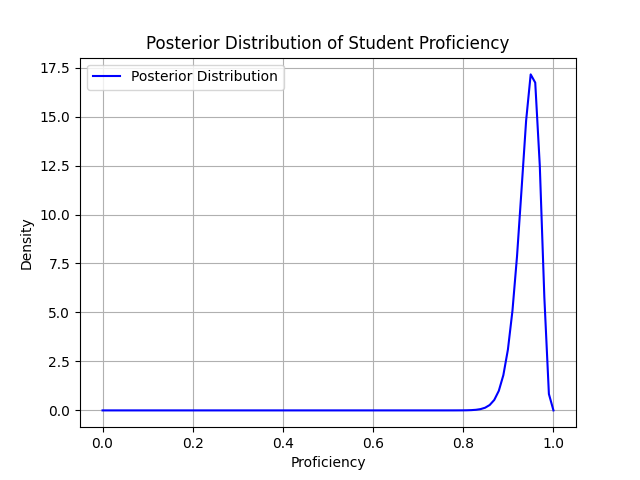 Posterior Distribution of Student Proficiency
Posterior Distribution
17.5
15.0
12.5
10.0
7.5
5.0
2.5
0.0
Density
0.0 0.2 0.4 0.6 0.8 1.0
Proficiency